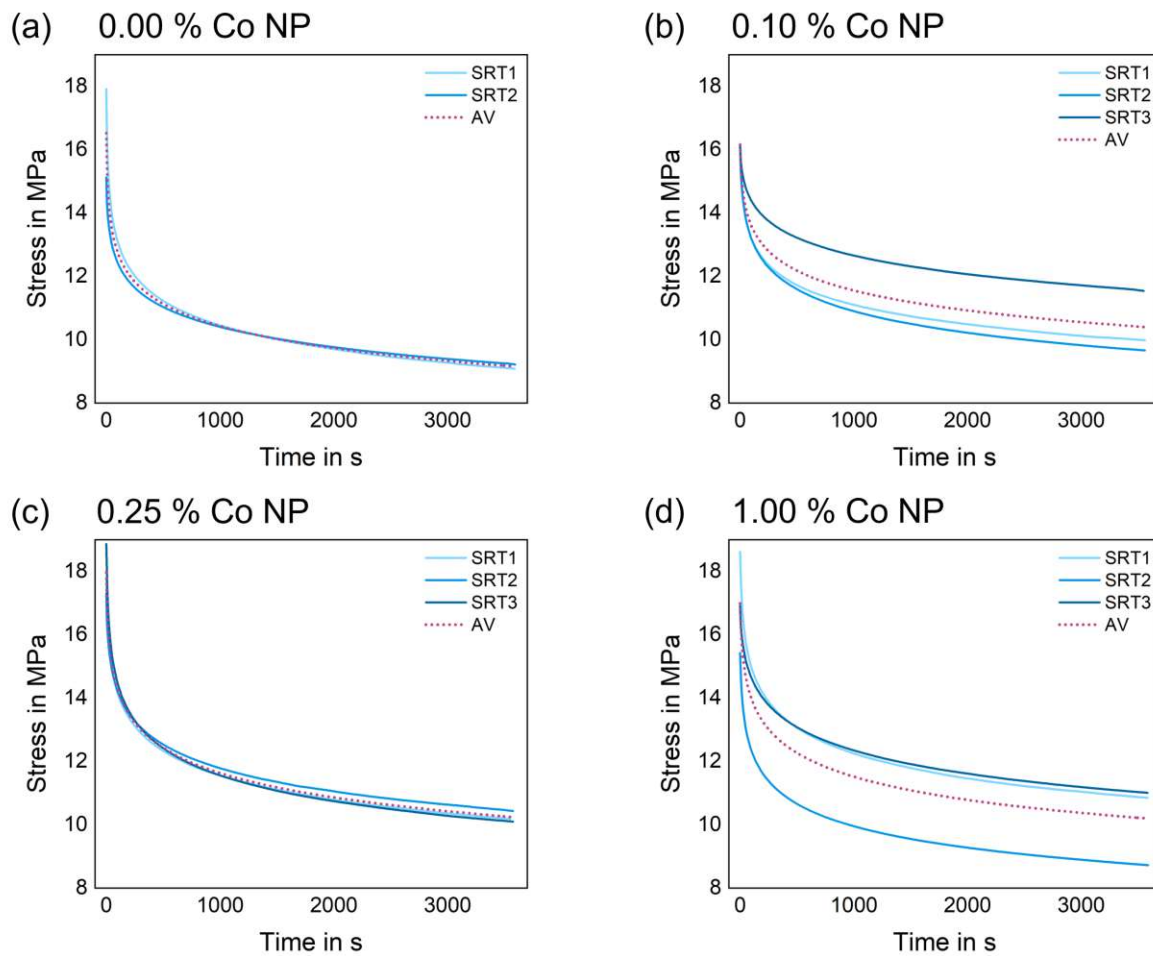 (a) 0.00 % Co NP
Stress in MPa
18
16
14
12
10
8
0 1000 2000 3000
Time in s
SRT1
SRT2
AV
(b) 0.10 % Co NP
Stress in MPa
18
16
14
12
10
8
0 1000 2000 3000
Time in s
SRT1
SRT2
SRT3
AV
(c) 0.25 % Co NP
Stress in MPa
18
16
14
12
10
8
0 1000 2000 3000
Time in s
SRT1
SRT2
SRT3
AV
(d) 1.00 % Co NP
Stress in MPa
18
16
14
12
10
8
0 1000 2000 3000
Time in s
SRT1
SRT2
SRT3
AV